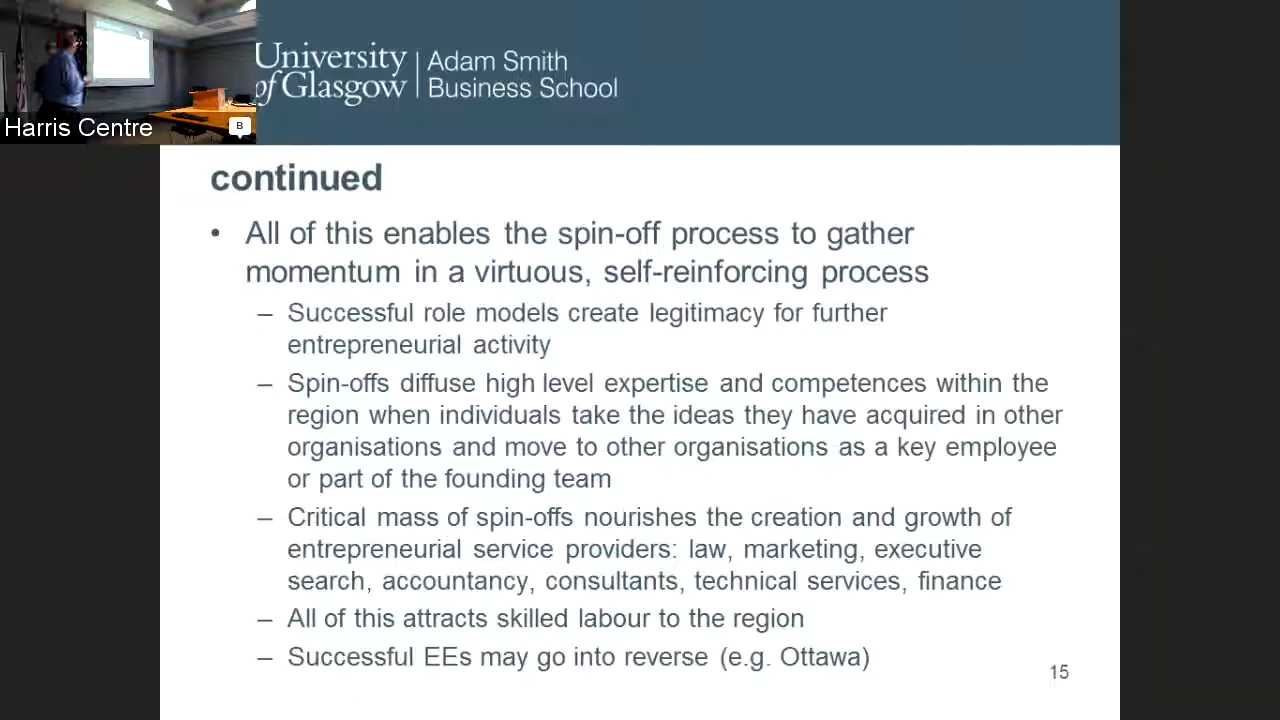 University
of Glasgow
Adam Smith
Business School
Harris Centre
B
continued
• All of this enables the spin-off process to gather
momentum in a virtuous, self-reinforcing process
– Successful role models create legitimacy for further
entrepreneurial activity
– Spin-offs diffuse high level expertise and competences within the
region when individuals take the ideas they have acquired in other
organisations and move to other organisations as a key employee
or part of the founding team
– Critical mass of spin-offs nourishes the creation and growth of
entrepreneurial service providers: law, marketing, executive
search, accountancy, consultants, technical services, finance
– All of this attracts skilled labour to the region
– Successful EEs may go into reverse (e.g. Ottawa)
15